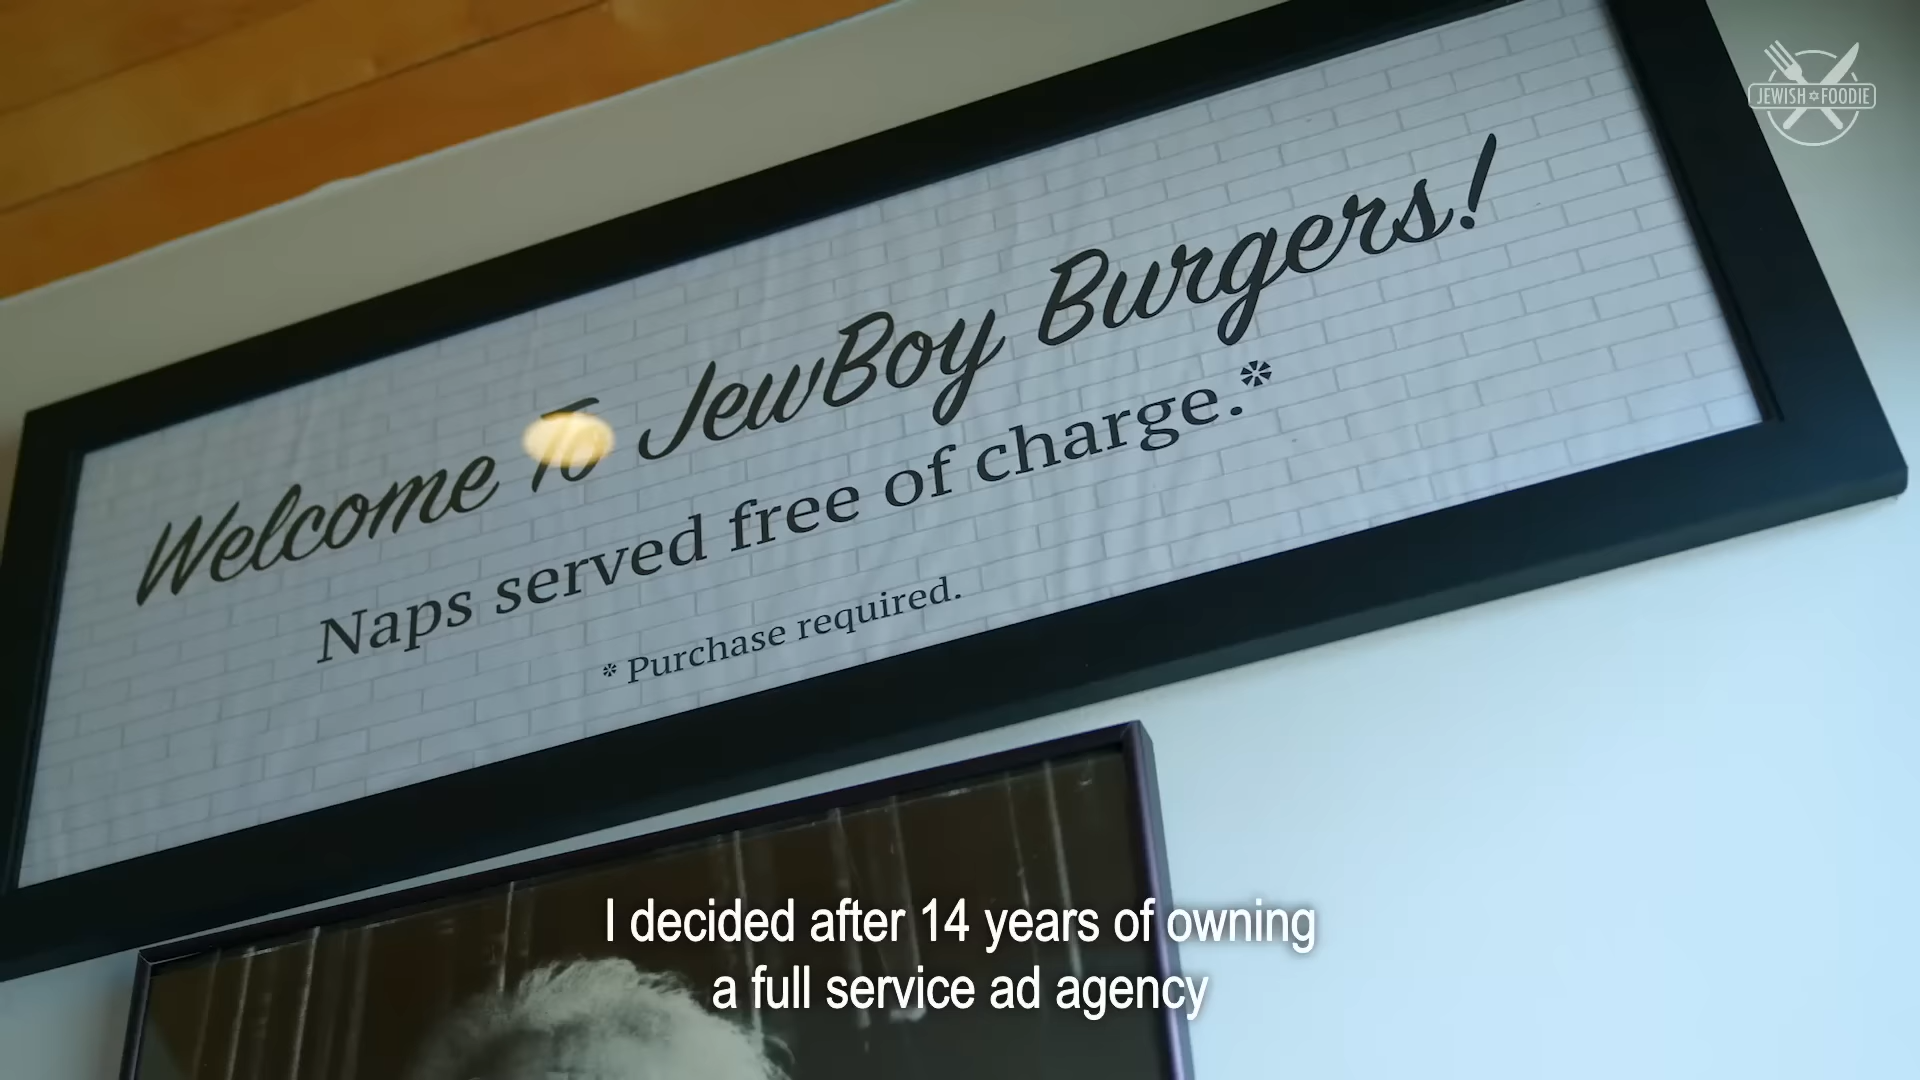 JEWISH✡FOODIE
Welcome To JewBoy Burgers!
Naps served free of charge.*
* Purchase required.
I decided after 14 years of owning
a full service ad agency